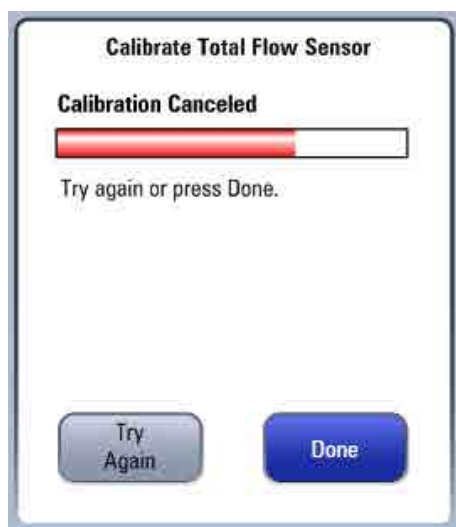 Calibrate Total Flow Sensor
Calibration Canceled
Try again or press Done.
Try
Again
Done